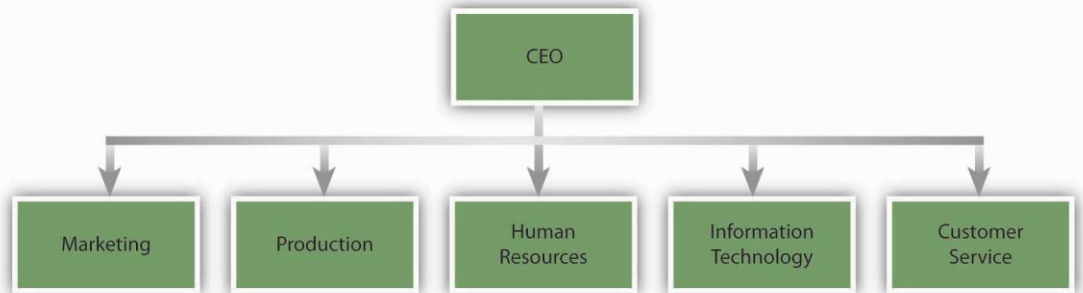 CEO
Marketing
Production
Human
Resources
Information
Technology
Customer
Service